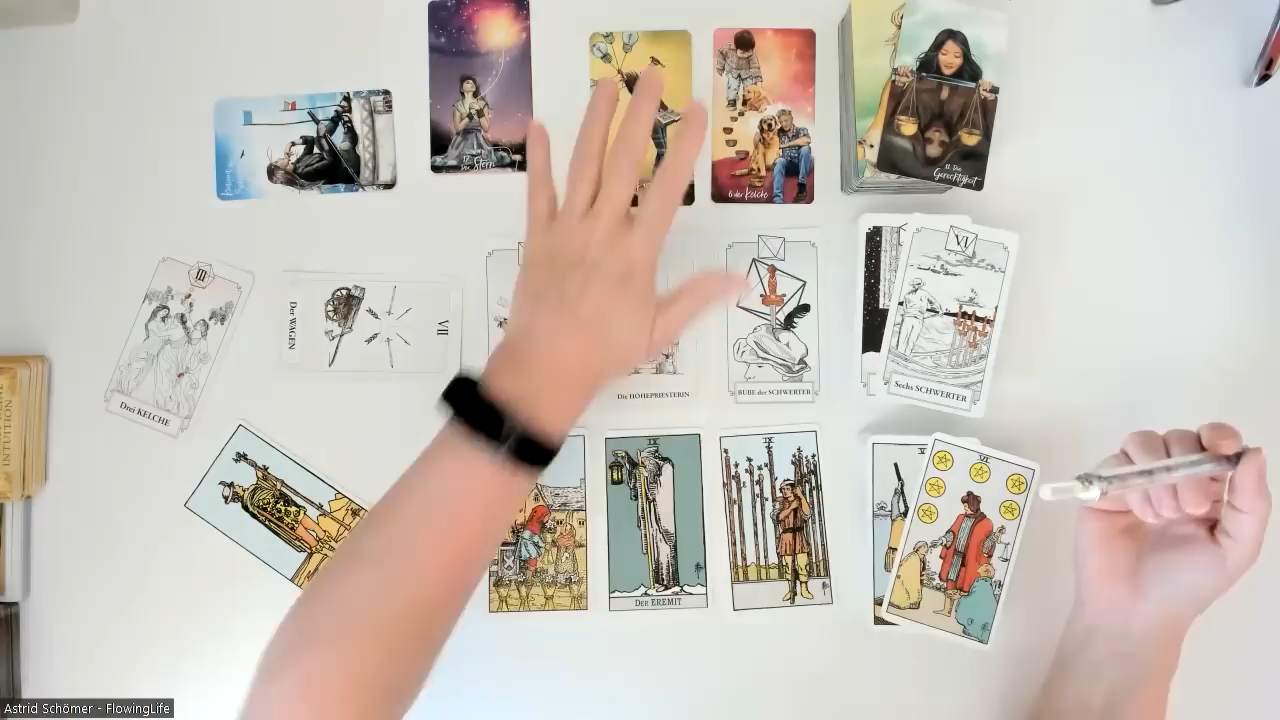 17. Der Stern
6 der Kelche
11. Die Gerechtigkeit
III
Drei KELCHE
Der WAGEN
VII
Die HOHEPRIESTERIN
BUBE der SCHWERTER
VI
Sechs SCHWERTER
INTUITION
IX
DER EREMIT
IX
V
VI
Astrid Schömer - FlowingLife